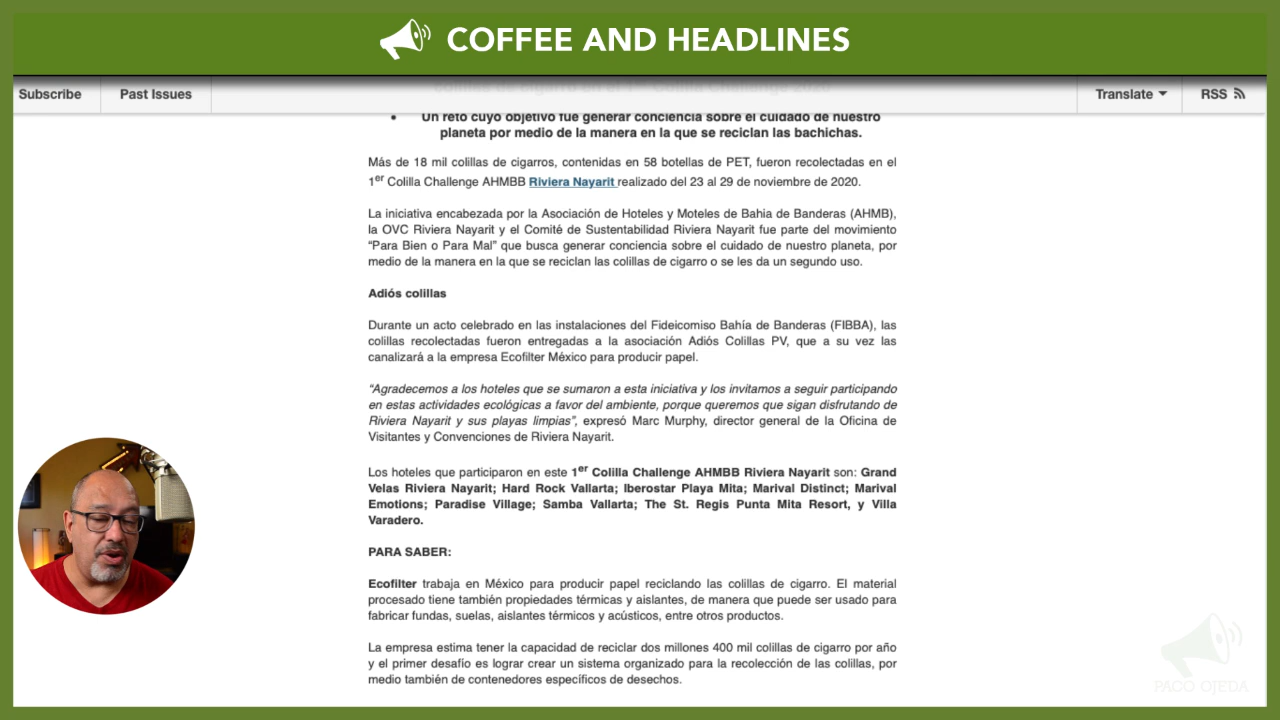 COFFEE AND HEADLINES
Subscribe
Past Issues
colillas de cigarro en el 1er Colilla Challenge 2020
Translate
RSS
• Un reto cuyo objetivo fue generar conciencia sobre el cuidado de nuestro
planeta por medio de la manera en la que se reciclan las bachichas.
Más de 18 mil colillas de cigarros, contenidas en 58 botellas de PET, fueron recolectadas en el
1er Colilla Challenge AHMBB Riviera Nayarit realizado del 23 al 29 de noviembre de 2020.
La iniciativa encabezada por la Asociación de Hoteles y Moteles de Bahia de Banderas (AHMB),
la OVC Riviera Nayarit y el Comité de Sustentabilidad Riviera Nayarit fue parte del movimiento
“Para Bien o Para Mal” que busca generar conciencia sobre el cuidado de nuestro planeta, por
medio de la manera en la que se reciclan las colillas de cigarro o se les da un segundo uso.
Adiós colillas
Durante un acto celebrado en las instalaciones del Fideicomiso Bahía de Banderas (FIBBA), las
colillas recolectadas fueron entregadas a la asociación Adiós Colillas PV, que a su vez las
canalizará a la empresa Ecofilter México para producir papel.
“Agradecemos a los hoteles que se sumaron a esta iniciativa y los invitamos a seguir participando
en estas actividades ecológicas a favor del ambiente, porque queremos que sigan disfrutando de
Riviera Nayarit y sus playas limpias”, expresó Marc Murphy, director general de la Oficina de
Visitantes y Convenciones de Riviera Nayarit.
Los hoteles que participaron en este 1er Colilla Challenge AHMBB Riviera Nayarit son: Grand
Velas Riviera Nayarit; Hard Rock Vallarta; Iberostar Playa Mita; Marival Distinct; Marival
Emotions; Paradise Village; Samba Vallarta; The St. Regis Punta Mita Resort, y Villa
Varadero.
PARA SABER:
Ecofilter trabaja en México para producir papel reciclando las colillas de cigarro. El material
procesado tiene también propiedades térmicas y aislantes, de manera que puede ser usado para
fabricar fundas, suelas, aislantes térmicos y acústicos, entre otros productos.
La empresa estima tener la capacidad de reciclar dos millones 400 mil colillas de cigarro por año
y el primer desafío es lograr crear un sistema organizado para la recolección de las colillas, por
medio también de contenedores específicos de desechos.
PACO OJEDA